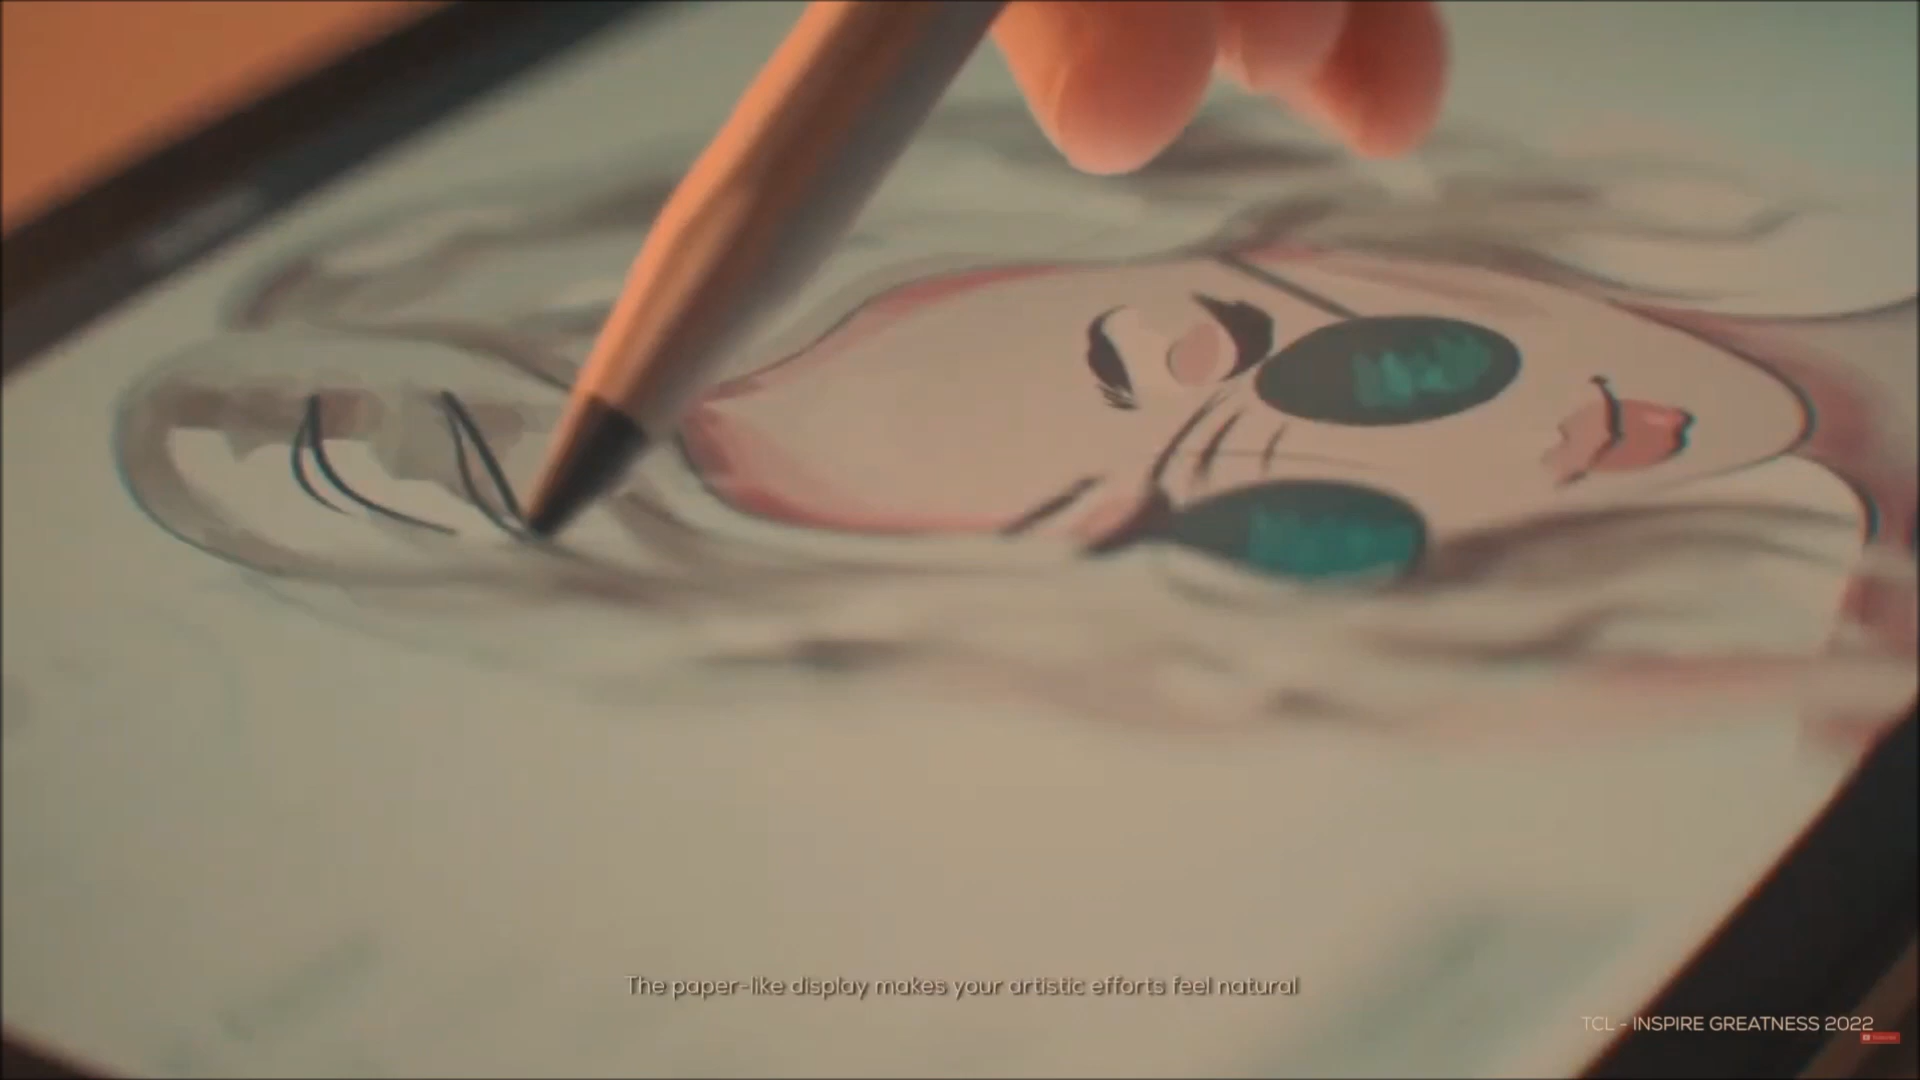 The paper-like display makes your artistic efforts feel natural
TCL - INSPIRE GREATNESS 2022